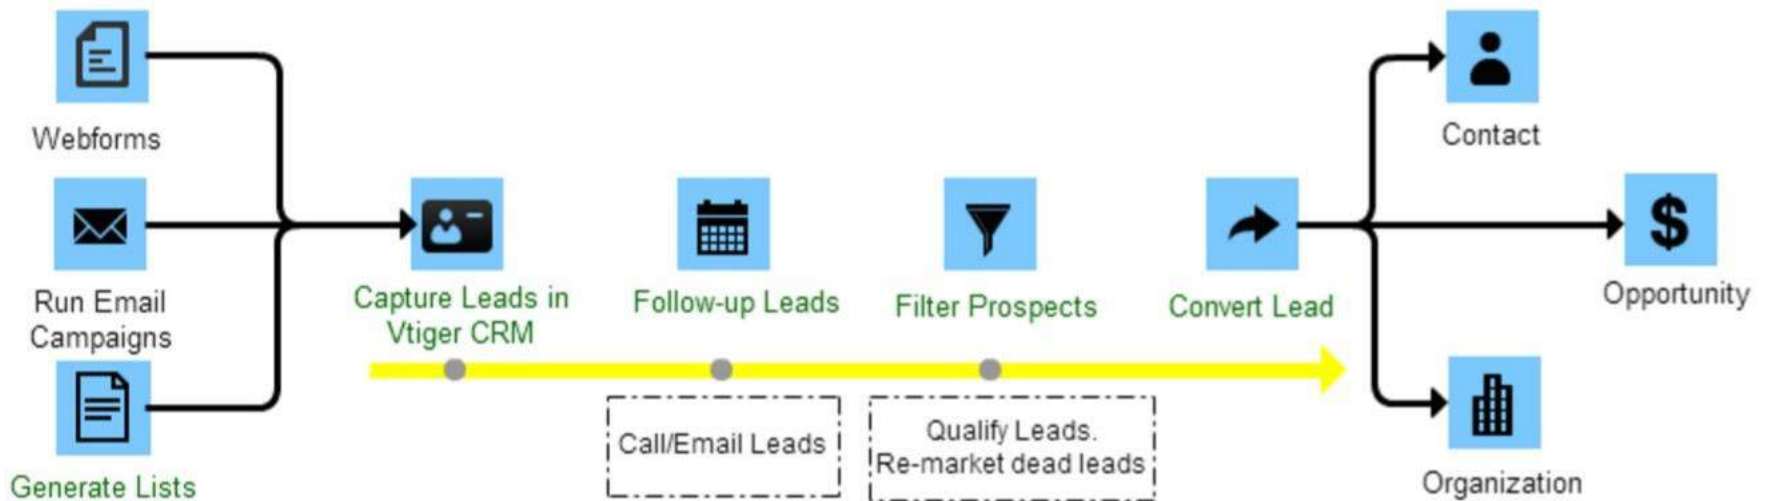 Webforms
Run Email
Campaigns
Generate Lists
Capture Leads in
Vtiger CRM
Follow-up Leads
Call/Email Leads
Filter Prospects
Qualify Leads.
Re-market dead leads
Convert Lead
Contact
$
Opportunity
Organization